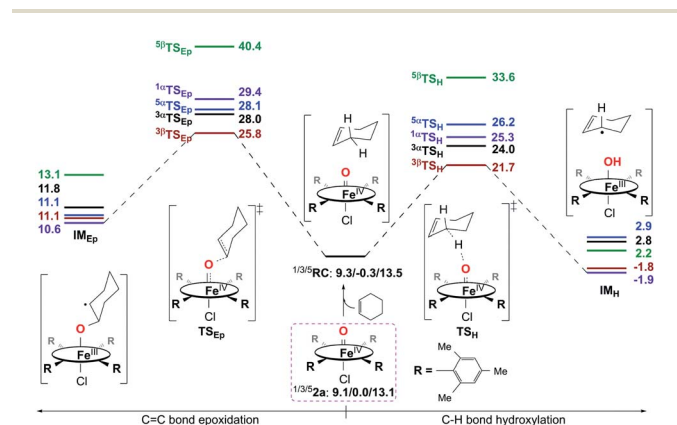 5βTSEp 40.4
1αTSEp 29.4
5αTSEp 28.1
3αTSEp 28.0
3βTSEp 25.8
5βTSH 33.6
5αTSH 26.2
1αTSH 25.3
3αTSH 24.0
3βTSH 21.7
13.1
11.8
11.1
11.1
10.6
IMEp
2.9
2.8
2.2
-1.8
-1.9
IMH
H
H
O
R R
FeIV
R R
Cl
H
OH
R R
FeIII
R R
Cl
‡
O
R R
FeIV
R R
Cl
TSEp
‡
H
H
O
R R
FeIV
R R
Cl
TSH
O
R R
FeIII
R R
Cl
1/3/5RC: 9.3/-0.3/13.5
O
R R
FeIV
R R
Cl
1/3/52a: 9.1/0.0/13.1
R =
Me
Me
Me
C=C bond epoxidation
C-H bond hydroxylation